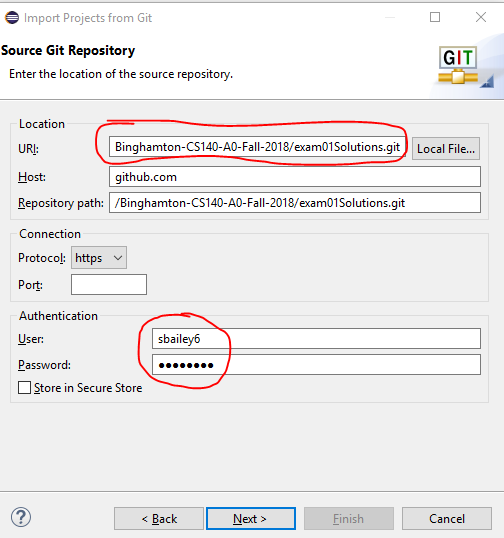 Import Projects from Git
Source Git Repository
Enter the location of the source repository.
GIT
Location
URI: Binghamton-CS140-A0-Fall-2018/exam01Solutions.git Local File...
Host: github.com
Repository path: /Binghamton-CS140-A0-Fall-2018/exam01Solutions.git
Connection
Protocol: https
Port:
Authentication
User: sbailey6
Password: ●●●●●●●●
Store in Secure Store
? < Back Next > Finish Cancel